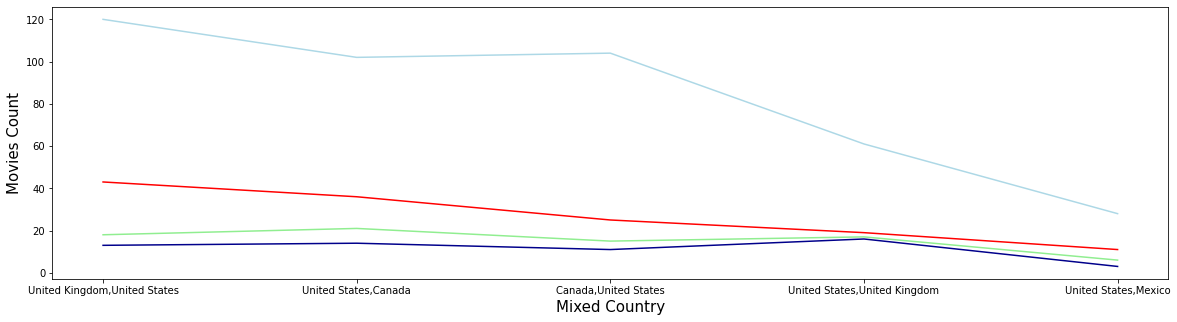 120
100
80
60
40
20
0
Movies Count
United Kingdom,United States
United States,Canada
Canada,United States
United States,United Kingdom
United States,Mexico
Mixed Country